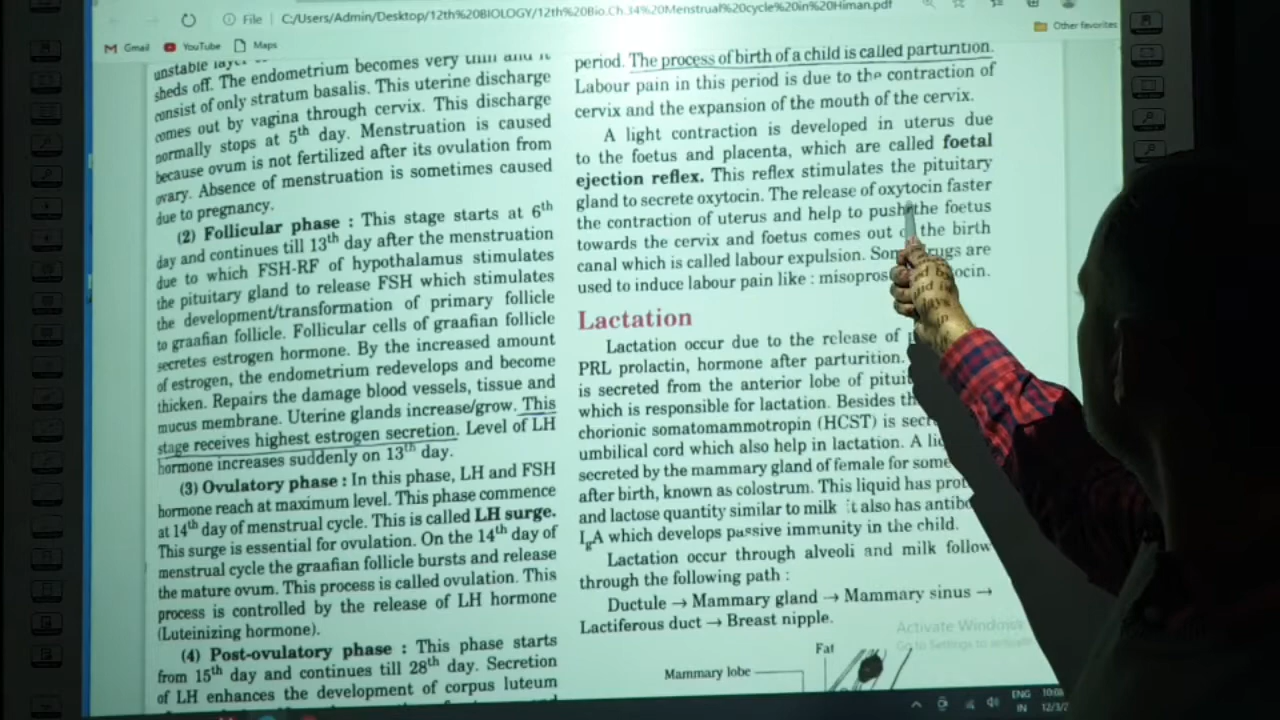 File | C:/Users/Admin/Desktop/12th%20BIOLOGY/12th%20Bio.Ch.34%20Menstrual%20cycle%20in%20Himan.pdf
Gmail YouTube Maps
Other favorites
unstable
sheds off. The endometrium becomes very thin and it
consist of only stratum basalis. This uterine discharge
comes out by vagina through cervix. This discharge
normally stops at 5th day. Menstruation is caused
because ovum is not fertilized after its ovulation from
ovary. Absence of menstruation is sometimes caused
due to pregnancy.
(2) Follicular phase : This stage starts at 6th
day and continues till 13th day after the menstruation
due to which FSH-RF of hypothalamus stimulates
the pituitary gland to release FSH which stimulates
the development/transformation of primary follicle
to graafian follicle. Follicular cells of graafian follicle
secretes estrogen hormone. By the increased amount
of estrogen, the endometrium redevelops and become
thicken. Repairs the damage blood vessels, tissue and
mucus membrane. Uterine glands increase/grow. This
stage receives highest estrogen secretion. Level of LH
hormone increases suddenly on 13th day.
(3) Ovulatory phase : In this phase, LH and FSH
hormone reach at maximum level. This phase commence
at 14th day of menstrual cycle. This is called LH surge.
This surge is essential for ovulation. On the 14th day of
menstrual cycle the graafian follicle bursts and release
the mature ovum. This process is called ovulation. This
process is controlled by the release of LH hormone
(Luteinizing hormone).
(4) Post-ovulatory phase : This phase starts
from 15th day and continues till 28th day. Secretion
of LH enhances the development of corpus luteum
period. The process of birth of a child is called parturition.
Labour pain in this period is due to the contraction of
cervix and the expansion of the mouth of the cervix.
A light contraction is developed in uterus due
to the foetus and placenta, which are called foetal
ejection reflex. This reflex stimulates the pituitary
gland to secrete oxytocin. The release of oxytocin faster
the contraction of uterus and help to push the foetus
towards the cervix and foetus comes out of the birth
canal which is called labour expulsion. Some drugs are
used to induce labour pain like :
Lactation
Lactation occur due to the release of
PRL prolactin, hormone after parturition.
is secreted from the anterior lobe of
which is responsible for lactation. Besides
chorionic somatomammotropin (HCST) is
umbilical cord which also help in lactation. A
secreted by the mammary gland of female for some
after birth, known as colostrum. This liquid has
and lactose quantity similar to milk It also has
IgA which develops passive immunity in the child.
Lactation occur through alveoli and milk follow
through the following path :
Ductule → Mammary gland → Mammary sinus →
Lactiferous duct → Breast nipple.
Fat
Mammary lobe
Activate Windows
Go to Settings to activate
ENG
IN